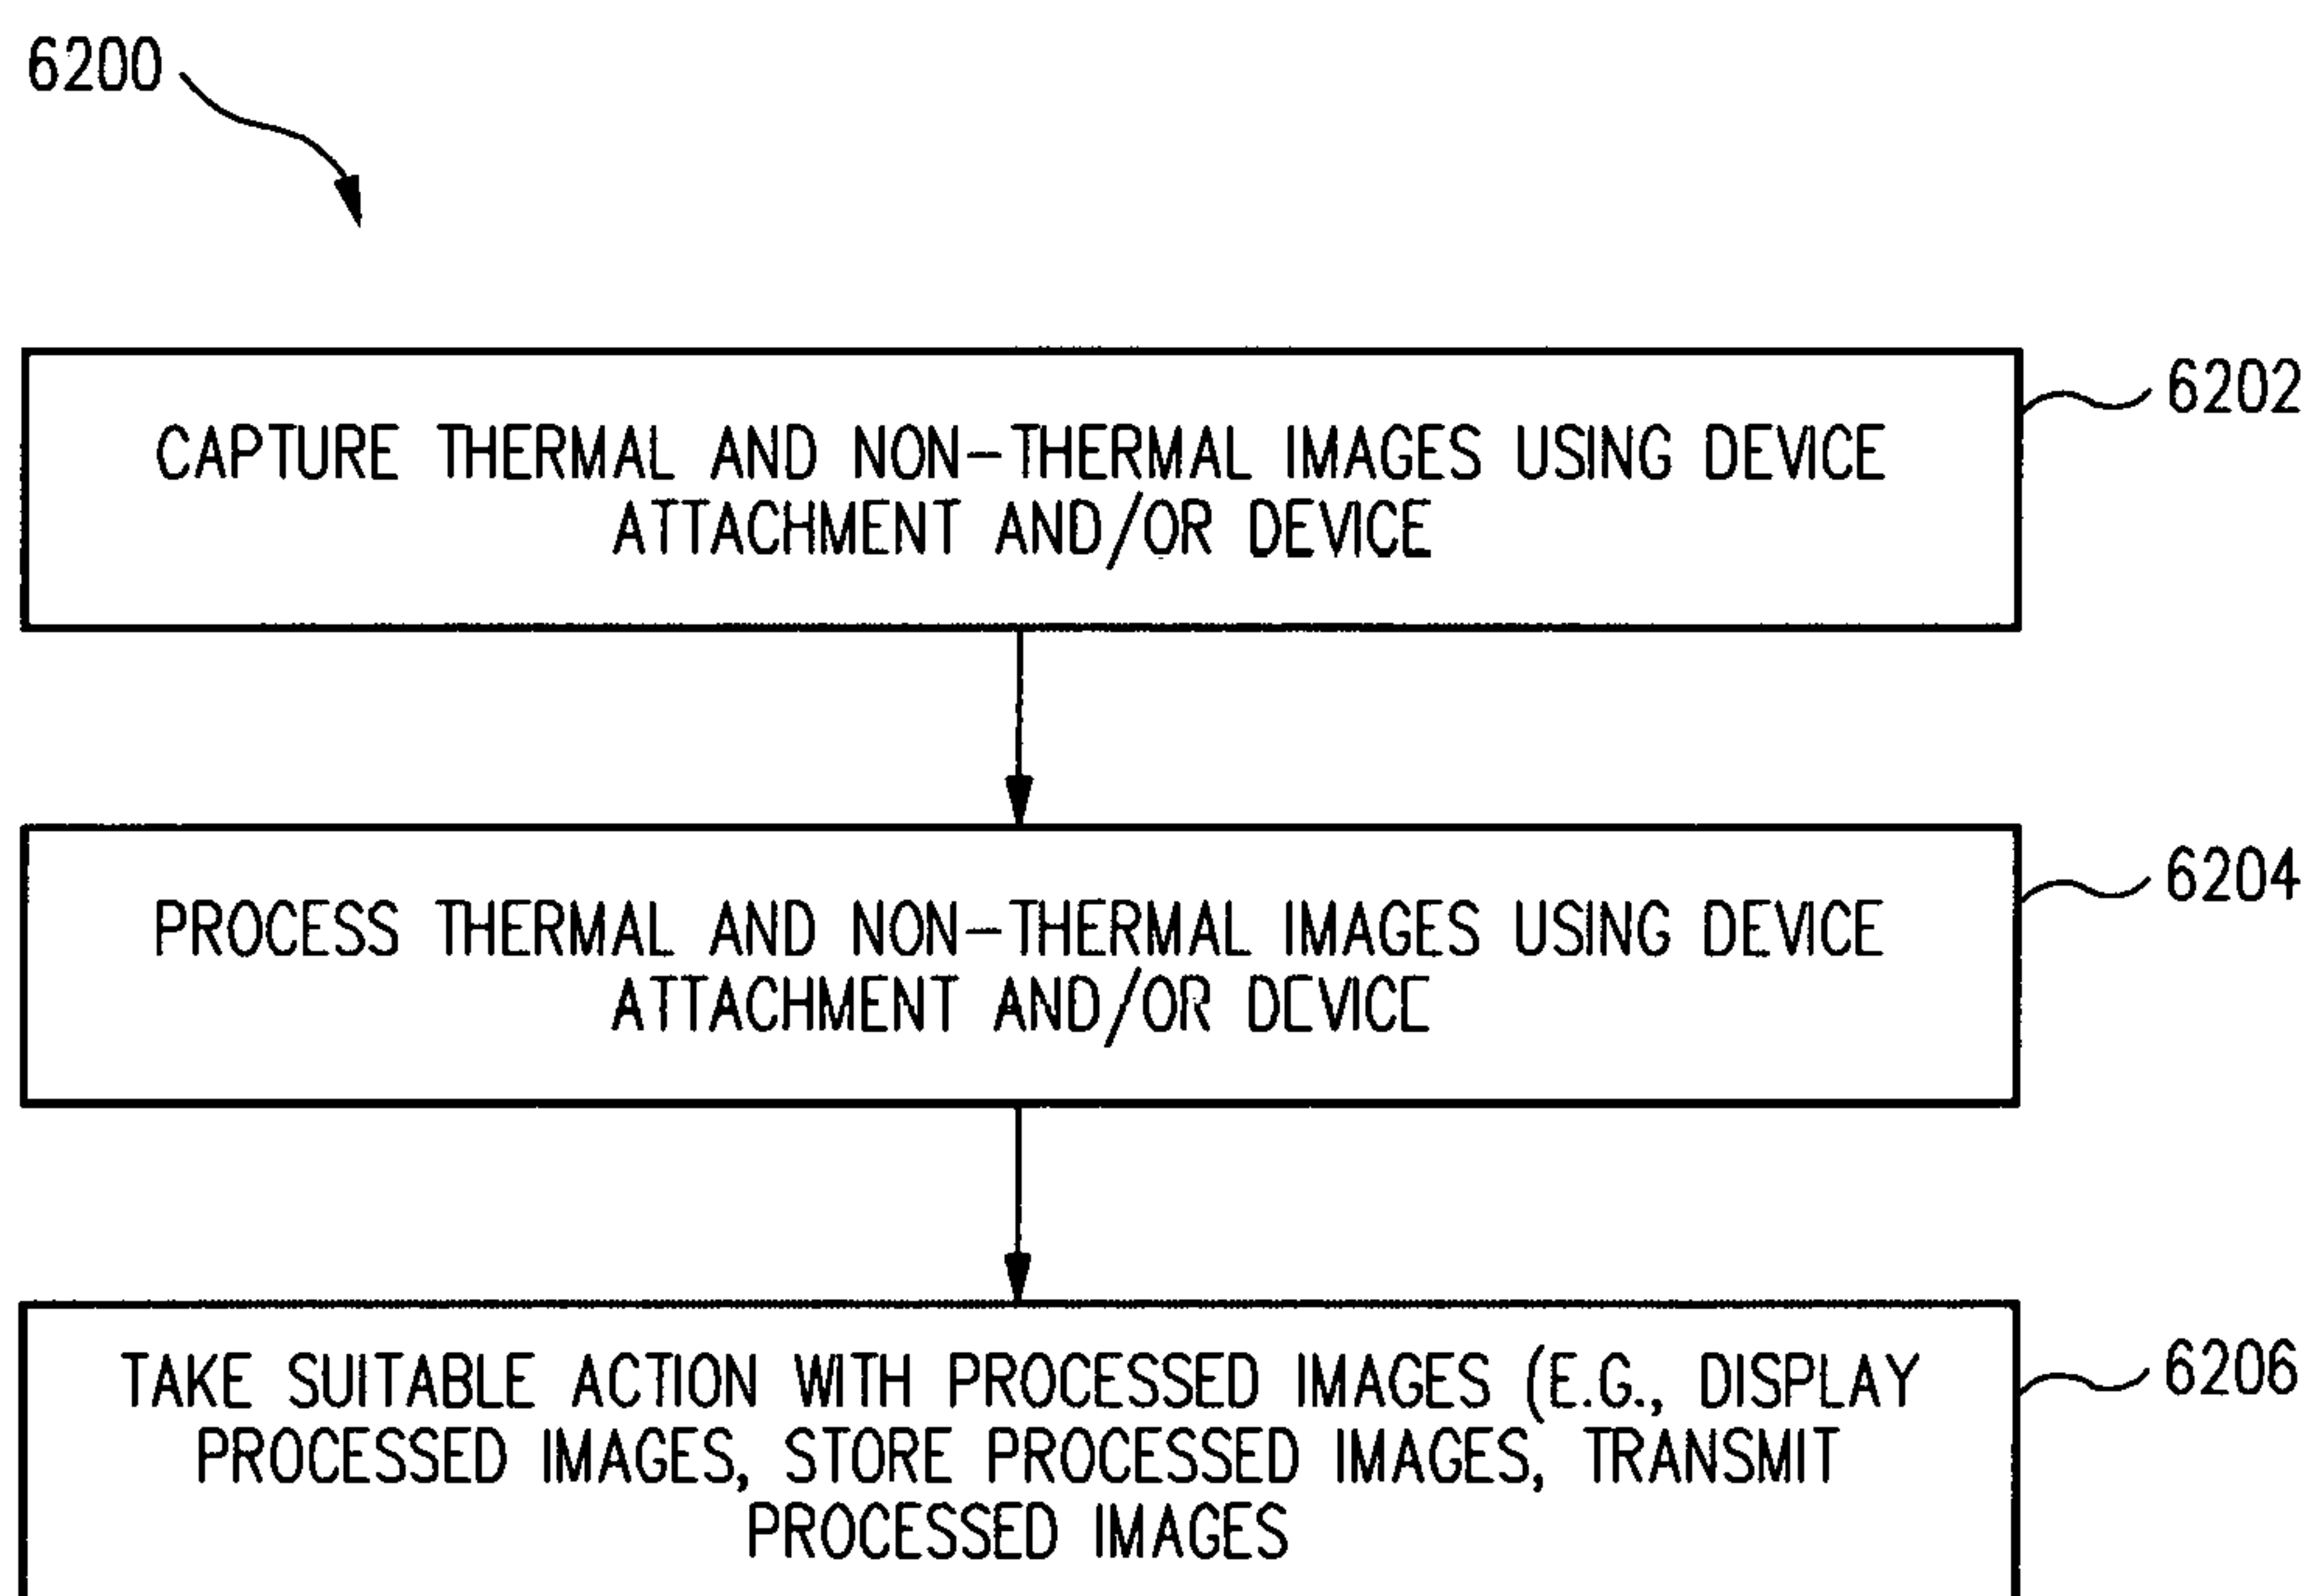 6200
CAPTURE THERMAL AND NON-THERMAL IMAGES USING DEVICE
ATTACHMENT AND/OR DEVICE
6202
PROCESS THERMAL AND NON-THERMAL IMAGES USING DEVICE
ATTACHMENT AND/OR DEVICE
6204
TAKE SUITABLE ACTION WITH PROCESSED IMAGES (E.G., DISPLAY
PROCESSED IMAGES, STORE PROCESSED IMAGES, TRANSMIT
PROCESSED IMAGES
6206